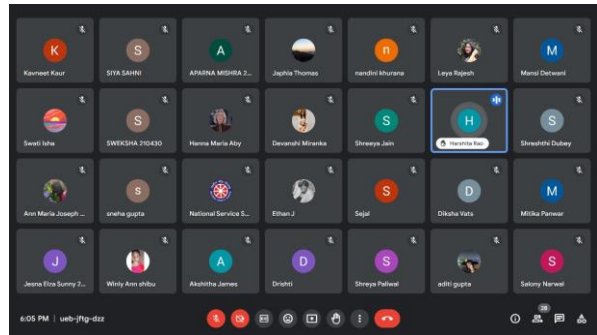 K S A n M
Kavneet Kaur SIYA SAHNI APARNA MISHRA 2... Japhia Thomas nandini khurana Leya Rajesh Mansi Detwani
S S H S
Swati Isha SWEKSHA 210430 Hanna Maria Aby Devanshi Miranka Shreeya Jain Harshita Rao Shreshthi Dubey
s S D M
Ann Maria Joseph ... sneha gupta National Service S... Ethan J Sejal Diksha Vats Mitika Panwar
J A D S S
Jesna Elza Sunny 2... Winly Ann shibu Akshitha James Drishti Shreya Paliwal aditi gupta Salony Narwal
28
6:05 PM | ueb-jftg-dzz